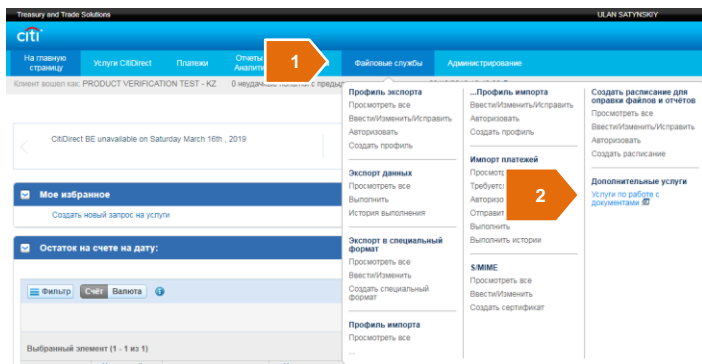 Treasury and Trade Solutions
ULAN SATYNSKIY
citi
На главную страницу
Услуги CitiDirect
Платежи
Отчеты
Аналити
1
Файловые службы
Администрирование
Клиент вошел как: PRODUCT VERIFICATION TEST - KZ
0 неудачных попыток с преды
CitiDirect BE unavailable on Saturday March 16th , 2019
Мое избранное
Создать новый запрос на услуги
Остаток на счете на дату:
Фильтр
Счёт
Валюта
Выбранный элемент (1 - 1 из 1)
Профиль экспорта
Просмотреть все
Ввести/Изменить/Исправить
Авторизовать
Создать профиль
Экспорт данных
Просмотреть все
Выполнить
История выполнения
Экспорт в специальный
формат
Просмотреть все
Ввести/Изменить
Создать специальный
формат
Профиль импорта
Просмотреть все
...
...Профиль импорта
Ввести/Изменить/Исправить
Авторизовать
Создать профиль
Импорт платежей
Просмотр
Требуетс
Авторизо
Отправит
Выполнить
Выполнить истории
S/MIME
Просмотреть все
Ввести/Изменить
Создать сертификат
2
Создать расписание для
оправки файлов и отчётов
Просмотреть все
Ввести/Изменить/Исправить
Авторизовать
Создать расписание
Дополнительные услуги
Услуги по работе с
документами